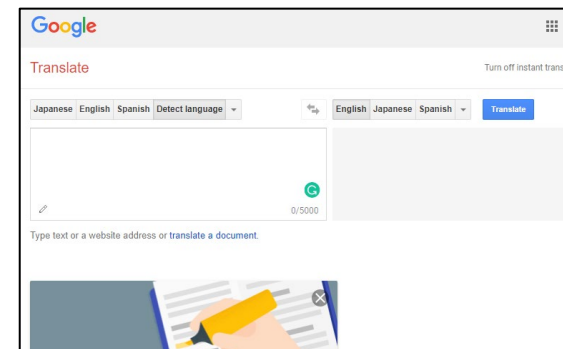 Google
Translate
Turn off instant trans
Japanese English Spanish Detect language
English Japanese Spanish
Translate
0/5000
Type text or a website address or translate a document.